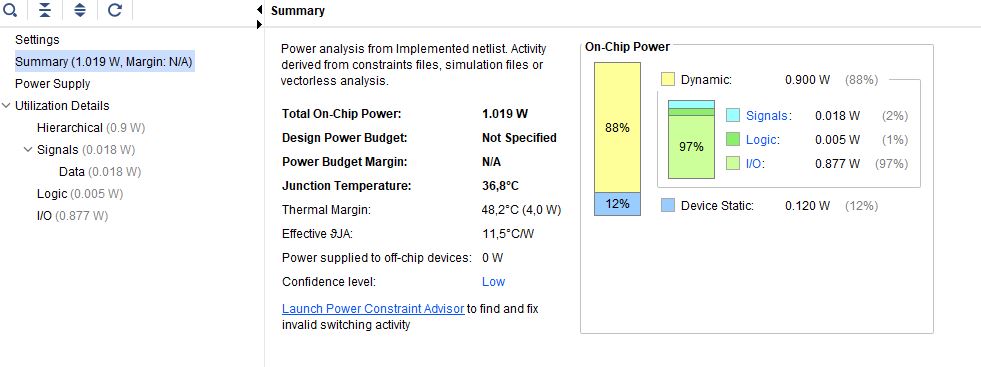 Summary
Settings
Summary (1.019 W, Margin: N/A)
Power Supply
Utilization Details
Hierarchical (0.9 W)
Signals (0.018 W)
Data (0.018 W)
Logic (0.005 W)
I/O (0.877 W)
Power analysis from Implemented netlist. Activity
derived from constraints files, simulation files or
vectorless analysis.
Total On-Chip Power: 1.019 W
Design Power Budget: Not Specified
Power Budget Margin: N/A
Junction Temperature: 36,8°C
Thermal Margin: 48,2°C (4,0 W)
Effective ϑJA: 11,5°C/W
Power supplied to off-chip devices: 0 W
Confidence level: Low
Launch Power Constraint Advisor to find and fix
invalid switching activity
On-Chip Power
88%
12%
Dynamic: 0.900 W (88%)
97%
Signals: 0.018 W (2%)
Logic: 0.005 W (1%)
I/O: 0.877 W (97%)
Device Static: 0.120 W (12%)